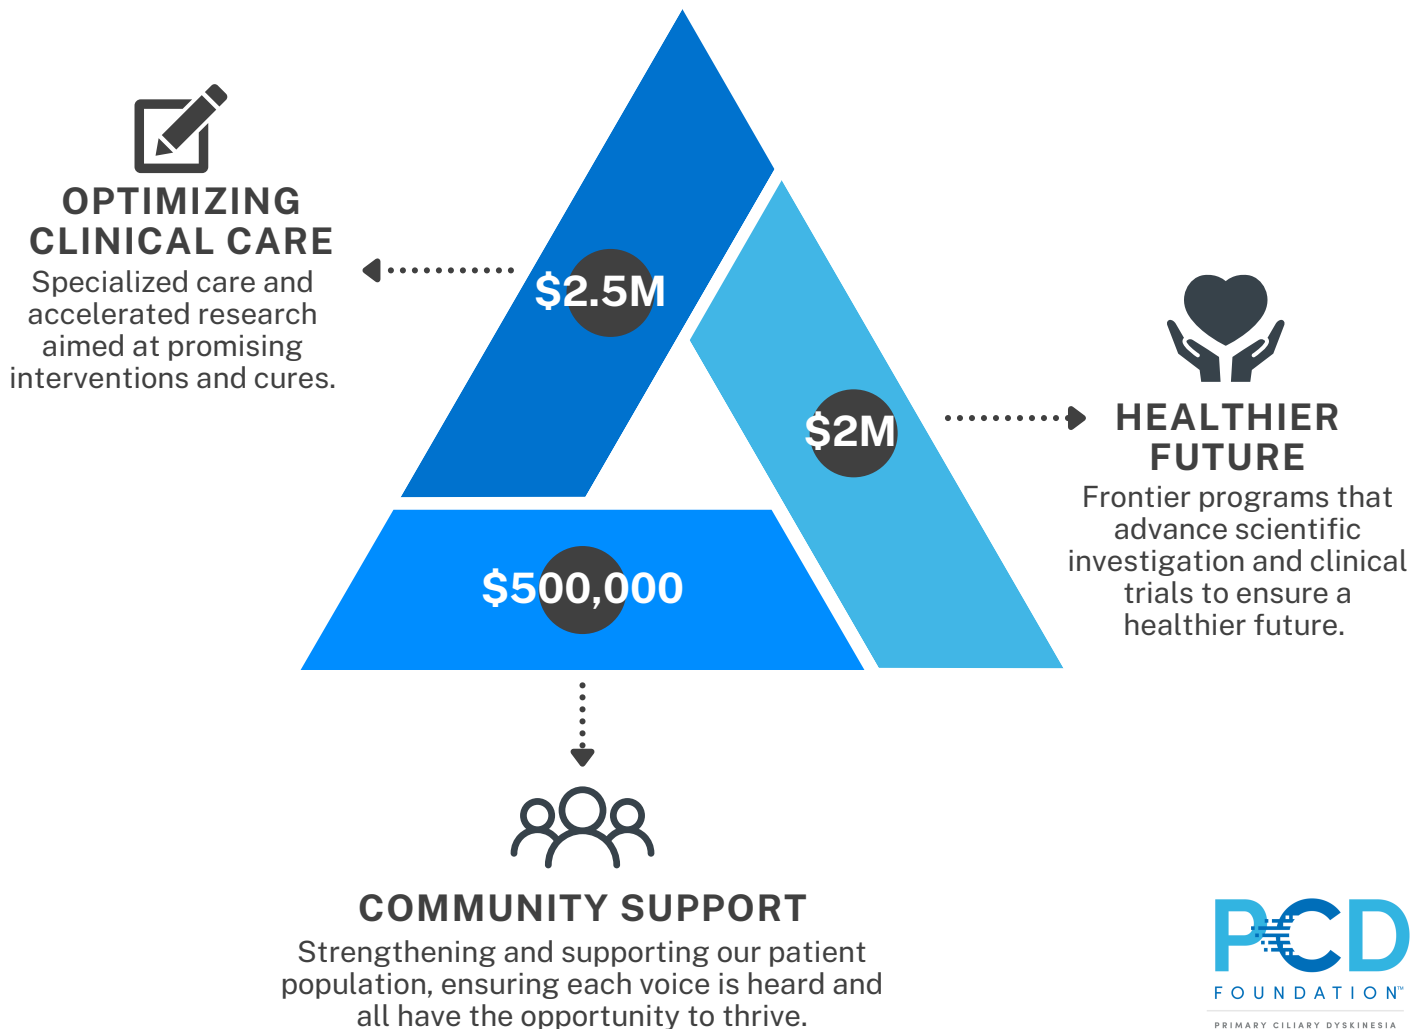 OPTIMIZING
CLINICAL CARE
Specialized care and
accelerated research
aimed at promising
interventions and cures.
$2.5M
$2M
HEALTHIER
FUTURE
Frontier programs that
advance scientific
investigation and clinical
trials to ensure a
healthier future.
$500,000
COMMUNITY SUPPORT
Strengthening and supporting our patient
population, ensuring each voice is heard and
all have the opportunity to thrive.
PCD
FOUNDATION™
PRIMARY CILIARY DYSKINESIA